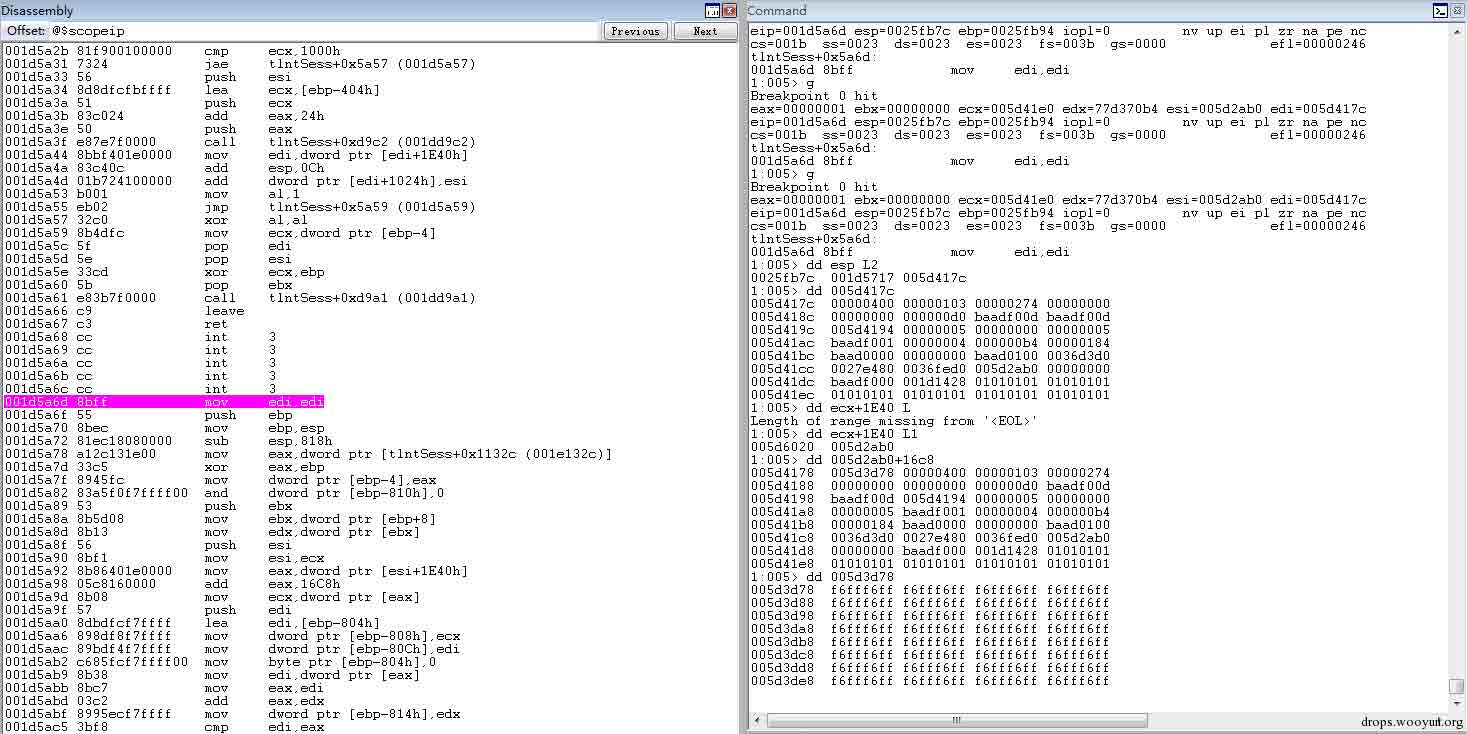 Disassembly
Offset: @$scopeip Previous Next
001d5a2b 81f900100000 cmp ecx,1000h
001d5a31 7324 jae tlntSess+0x5a57 (001d5a57)
001d5a33 56 push esi
001d5a34 8d8dfcfbffff lea ecx,[ebp-404h]
001d5a3a 51 push ecx
001d5a3b 83c024 add eax,24h
001d5a3e 50 push eax
001d5a3f e87e7f0000 call tlntSess+0xd9c2 (001dd9c2)
001d5a44 8bbf401e0000 mov edi,dword ptr [edi+1E40h]
001d5a4a 83c40c add esp,0Ch
001d5a4d 01b724100000 add dword ptr [edi+1024h],esi
001d5a53 b001 mov al,1
001d5a55 eb02 jmp tlntSess+0x5a59 (001d5a59)
001d5a57 32c0 xor al,al
001d5a59 8b4dfc mov ecx,dword ptr [ebp-4]
001d5a5c 5f pop edi
001d5a5d 5e pop esi
001d5a5e 33cd xor ecx,ebp
001d5a60 5b pop ebx
001d5a61 e83b7f0000 call tlntSess+0xd9a1 (001dd9a1)
001d5a66 c9 leave
001d5a67 c3 ret
001d5a68 cc int 3
001d5a69 cc int 3
001d5a6a cc int 3
001d5a6b cc int 3
001d5a6c cc int 3
001d5a6d 8bff mov edi,edi
001d5a6f 55 push ebp
001d5a70 8bec mov ebp,esp
001d5a72 81ec18080000 sub esp,818h
001d5a78 a12c131e00 mov eax,dword ptr [tlntSess+0x1132c (001e132c)]
001d5a7d 33c5 xor eax,ebp
001d5a7f 8945fc mov dword ptr [ebp-4],eax
001d5a82 83a5f0f7ffff00 and dword ptr [ebp-810h],0
001d5a89 53 push ebx
001d5a8a 8b5d08 mov ebx,dword ptr [ebp+8]
001d5a8d 8b13 mov edx,dword ptr [ebx]
001d5a8f 56 push esi
001d5a90 8bf1 mov esi,ecx
001d5a92 8b86401e0000 mov eax,dword ptr [esi+1E40h]
001d5a98 05c8160000 add eax,16C8h
001d5a9d 8b08 mov ecx,dword ptr [eax]
001d5a9f 57 push edi
001d5aa0 8dbdfcf7ffff lea edi,[ebp-804h]
001d5aa6 898df8f7ffff mov dword ptr [ebp-808h],ecx
001d5aac 89bdf4f7ffff mov dword ptr [ebp-80Ch],edi
001d5ab2 c685fcf7ffff00 mov byte ptr [ebp-804h],0
001d5ab9 8b38 mov edi,dword ptr [eax]
001d5abb 8bc7 mov eax,edi
001d5abd 03c2 add eax,edx
001d5abf 8995ecf7ffff mov dword ptr [ebp-814h],edx
001d5ac5 3bf8 cmp edi,eax
Command
eip=001d5a6d esp=0025fb7c ebp=0025fb94 iopl=0 nv up ei pl zr na pe nc
cs=001b ss=0023 ds=0023 es=0023 fs=003b gs=0000 efl=00000246
tlntSess+0x5a6d:
001d5a6d 8bff mov edi,edi
1:005> g
Breakpoint 0 hit
eax=00000001 ebx=00000000 ecx=005d41e0 edx=77d370b4 esi=005d2ab0 edi=005d417c
eip=001d5a6d esp=0025fb7c ebp=0025fb94 iopl=0 nv up ei pl zr na pe nc
cs=001b ss=0023 ds=0023 es=0023 fs=003b gs=0000 efl=00000246
tlntSess+0x5a6d:
001d5a6d 8bff mov edi,edi
1:005> g
Breakpoint 0 hit
eax=00000001 ebx=00000000 ecx=005d41e0 edx=77d370b4 esi=005d2ab0 edi=005d417c
eip=001d5a6d esp=0025fb7c ebp=0025fb94 iopl=0 nv up ei pl zr na pe nc
cs=001b ss=0023 ds=0023 es=0023 fs=003b gs=0000 efl=00000246
tlntSess+0x5a6d:
001d5a6d 8bff mov edi,edi
1:005> dd esp L2
0025fb7c 001d5717 005d417c
1:005> dd 005d417c
005d417c 00000400 00000103 00000274 00000000
005d418c 00000000 000000d0 baadf00d baadf00d
005d419c 005d4194 00000005 00000000 00000005
005d41ac baadf001 00000004 000000b4 00000184
005d41bc baad0000 00000000 baad0100 0036d3d0
005d41cc 0027e480 0036fed0 005d2ab0 00000000
005d41dc baadf000 001d1428 01010101 01010101
005d41ec 01010101 01010101 01010101 01010101
1:005> dd ecx+1E40 L
Length of range missing from '<EOL>'
1:005> dd ecx+1E40 L1
005d6020 005d2ab0
1:005> dd 005d2ab0+16c8
005d4178 005d3d78 00000400 00000103 00000274
005d4188 00000000 00000000 000000d0 baadf00d
005d4198 baadf00d 005d4194 00000005 00000000
005d41a8 00000005 baadf001 00000004 000000b4
005d41b8 00000184 baad0000 00000000 baad0100
005d41c8 0036d3d0 0027e480 0036fed0 005d2ab0
005d41d8 00000000 baadf000 001d1428 01010101
005d41e8 01010101 01010101 01010101 01010101
1:005> dd 005d3d78
005d3d78 f6fff6ff f6fff6ff f6fff6ff f6fff6ff
005d3d88 f6fff6ff f6fff6ff f6fff6ff f6fff6ff
005d3d98 f6fff6ff f6fff6ff f6fff6ff f6fff6ff
005d3da8 f6fff6ff f6fff6ff f6fff6ff f6fff6ff
005d3db8 f6fff6ff f6fff6ff f6fff6ff f6fff6ff
005d3dc8 f6fff6ff f6fff6ff f6fff6ff f6fff6ff
005d3dd8 f6fff6ff f6fff6ff f6fff6ff f6fff6ff
005d3de8 f6fff6ff f6fff6ff f6fff6ff f6fff6ff